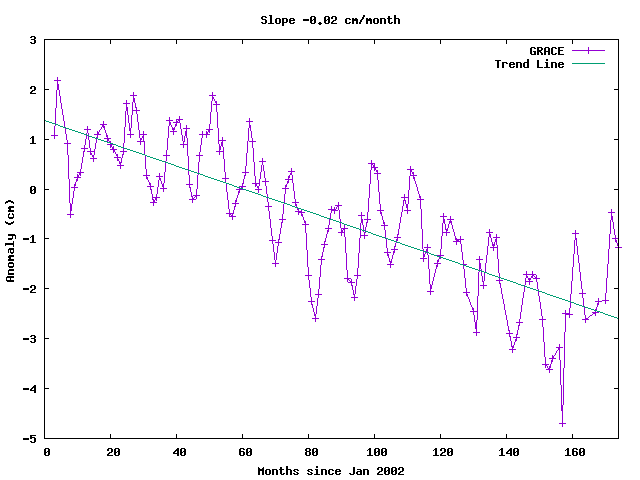 Slope -0.02 cm/month
GRACE
Trend Line
3
2
1
0
-1
-2
-3
-4
-5
Anomaly (cm)
0 20 40 60 80 100 120 140 160
Months since Jan 2002